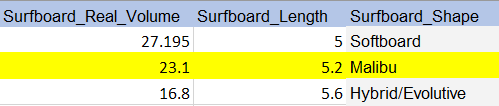 Surfboard_Real_Volume Surfboard_Length Surfboard_Shape
27.195 5 Softboard
23.1 5.2 Malibu
16.8 5.6 Hybrid/Evolutive